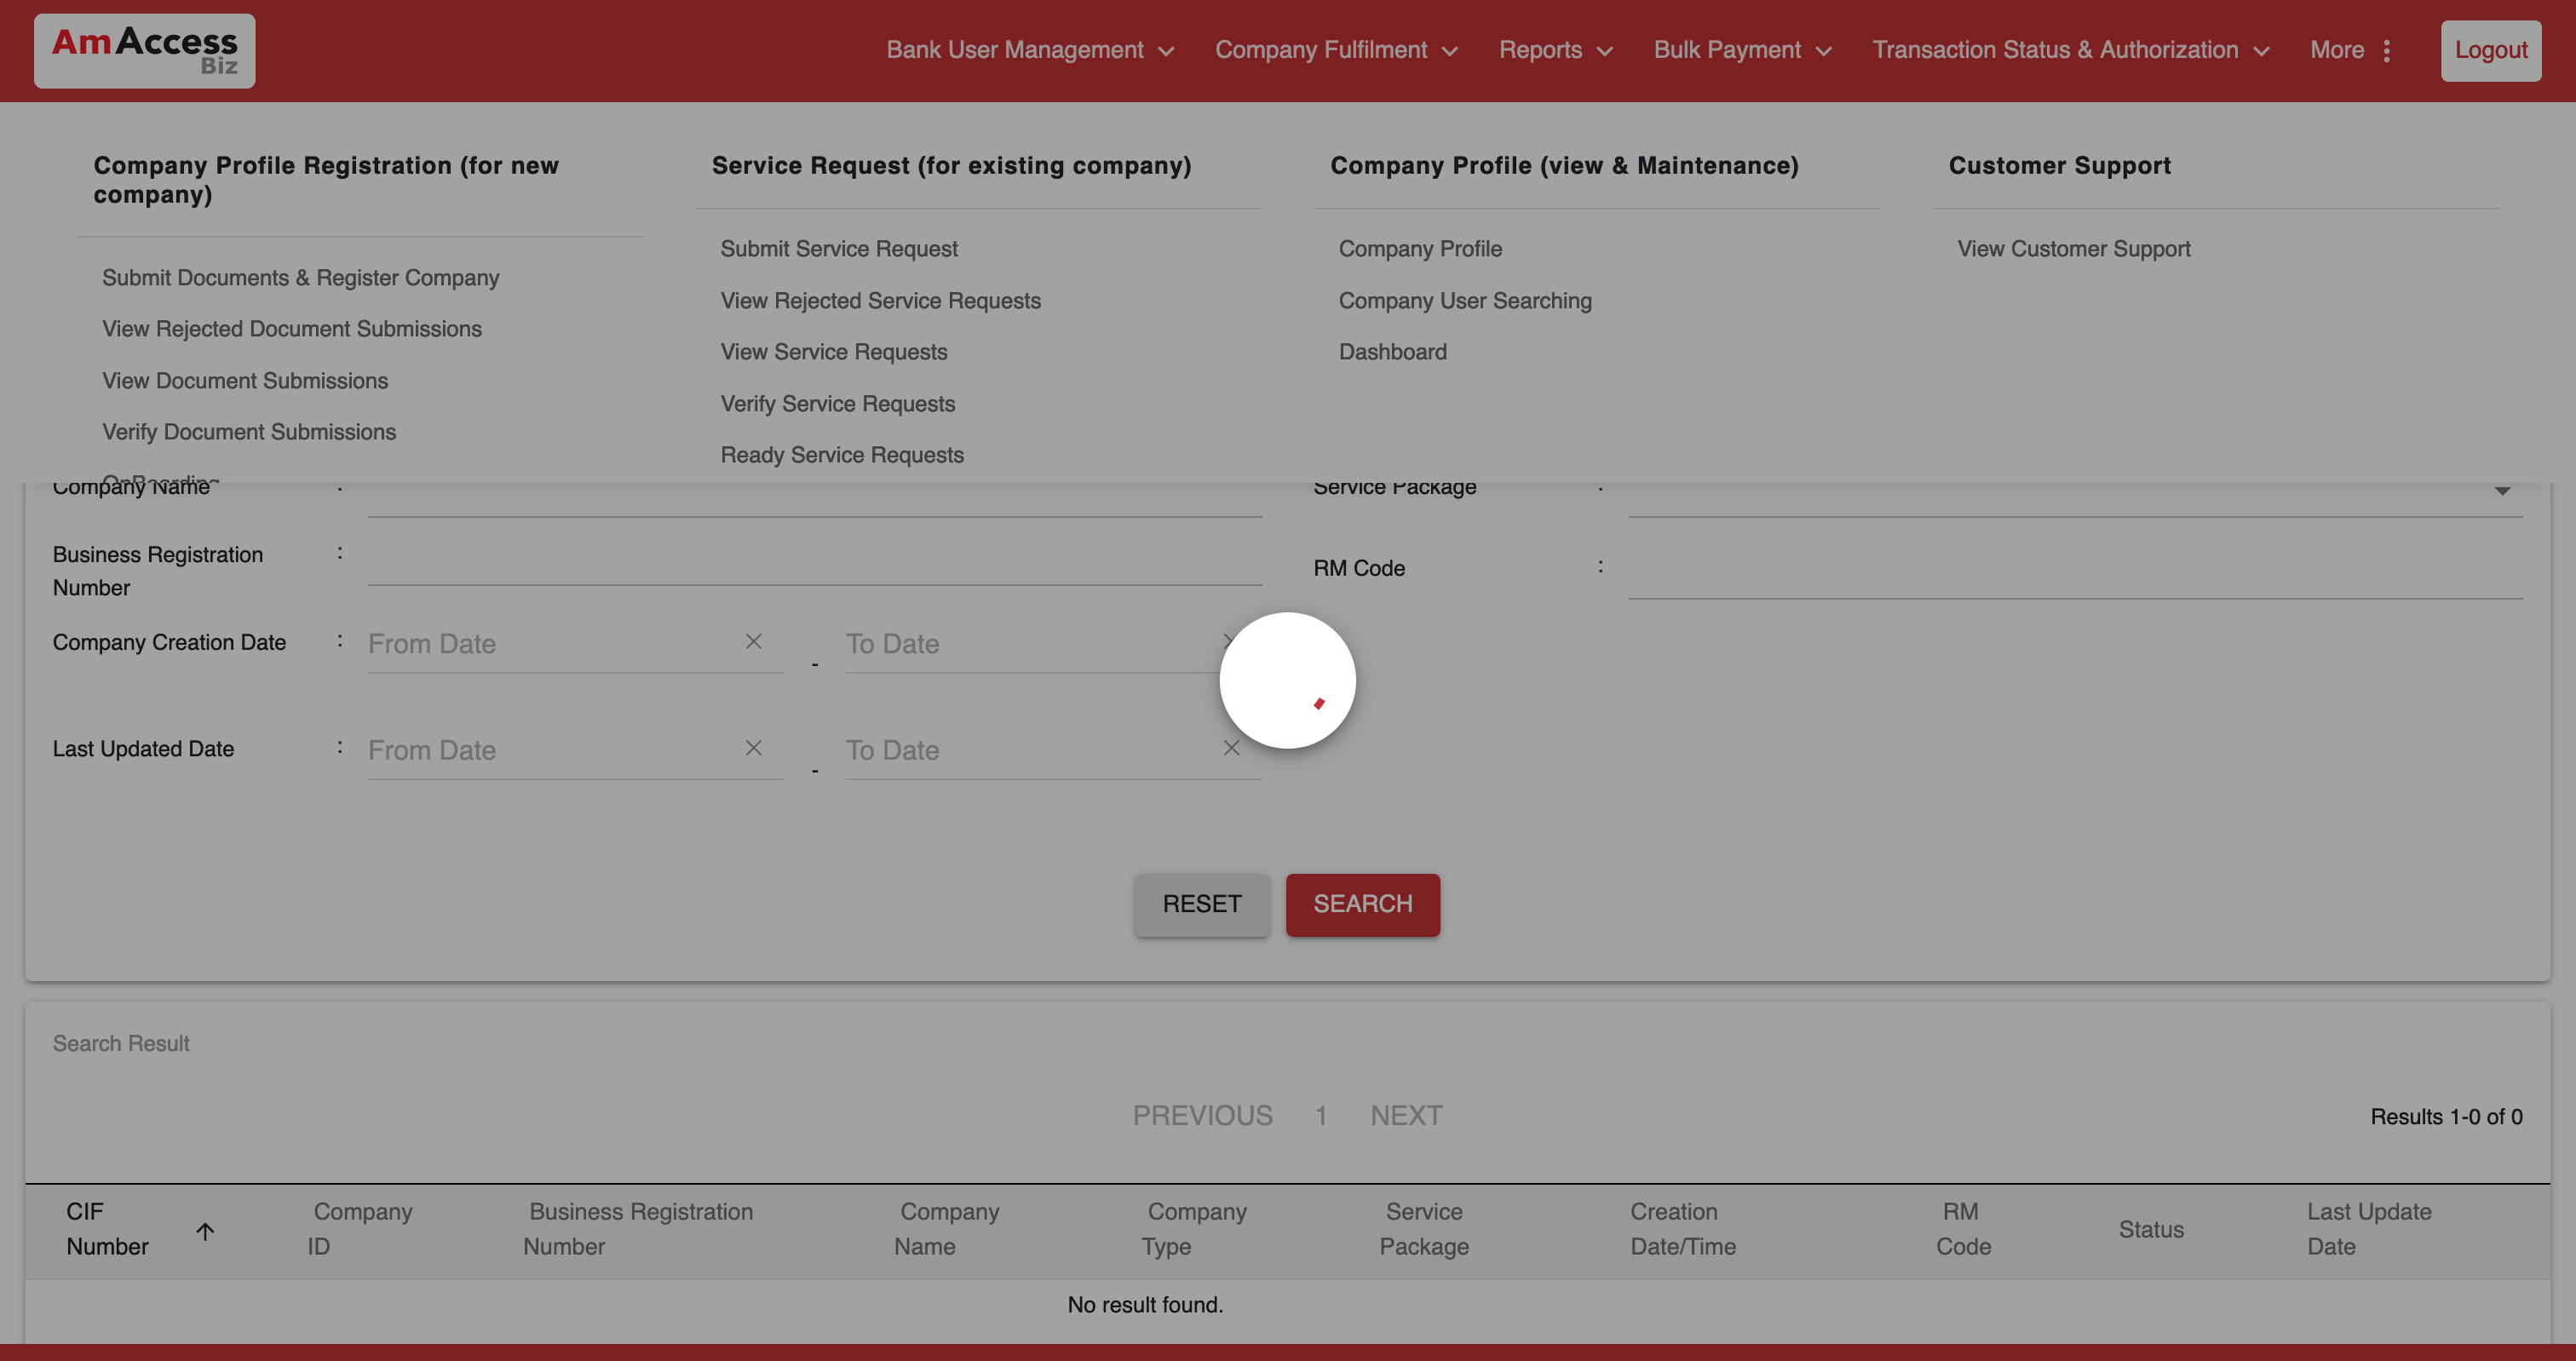 AmAccess
Biz
Bank User Management
Company Fulfilment
Reports
Bulk Payment
Transaction Status & Authorization
More
Logout
Company Profile Registration (for new
company)
Submit Documents & Register Company
View Rejected Document Submissions
View Document Submissions
Verify Document Submissions
OnBoarding
Service Request (for existing company)
Submit Service Request
View Rejected Service Requests
View Service Requests
Verify Service Requests
Ready Service Requests
Company Profile (view & Maintenance)
Company Profile
Company User Searching
Dashboard
Customer Support
View Customer Support
Company Name :
Service Package :
Business Registration
Number :
RM Code :
Company Creation Date : From Date - To Date
Last Updated Date : From Date - To Date
RESET
SEARCH
Search Result
PREVIOUS 1 NEXT
Results 1-0 of 0
CIF
Number
Company
ID
Business Registration
Number
Company
Name
Company
Type
Service
Package
Creation
Date/Time
RM
Code
Status
Last Update
Date
No result found.